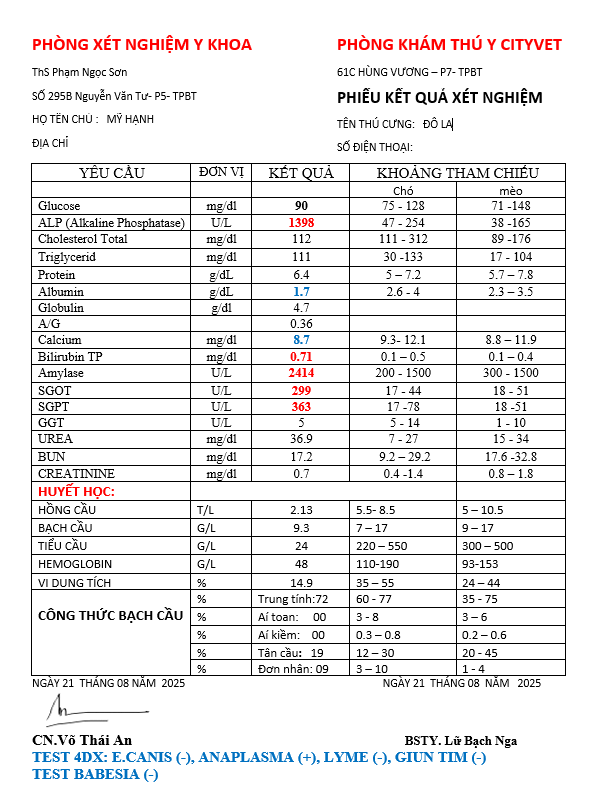 PHÒNG XÉT NGHIỆM Y KHOA
PHÒNG KHÁM THÚ Y CITYVET
ThS Phạm Ngọc Sơn
61C HÙNG VƯƠNG – P7- TPBT
SỐ 295B Nguyễn Văn Tư- P5- TPBT
PHIẾU KẾT QUẢ XÉT NGHIỆM
HỌ TÊN CHỦ : MỸ HẠNH
TÊN THÚ CƯNG: ĐÔ LA
ĐỊA CHỈ
SỐ ĐIỆN THOẠI:
YÊU CẦU ĐƠN VỊ KẾT QUẢ KHOẢNG THAM CHIẾU
Chó mèo
Glucose mg/dl 90 75 - 128 71 -148
ALP (Alkaline Phosphatase) U/L 1398 47 - 254 38 -165
Cholesterol Total mg/dl 112 111 - 312 89 -176
Triglycerid mg/dl 111 30 -133 17 - 104
Protein g/dL 6.4 5 – 7.2 5.7 – 7.8
Albumin g/dL 1.7 2.6 - 4 2.3 – 3.5
Globulin g/dl 4.7
A/G 0.36
Calcium mg/dl 8.7 9.3- 12.1 8.8 – 11.9
Bilirubin TP mg/dl 0.71 0.1 – 0.5 0.1 – 0.4
Amylase U/L 2414 200 - 1500 300 - 1500
SGOT U/L 299 17 - 44 18 - 51
SGPT U/L 363 17 -78 18 -51
GGT U/L 5 5 - 14 1 - 10
UREA mg/dl 36.9 7 - 27 15 - 34
BUN mg/dl 17.2 9.2 – 29.2 17.6 -32.8
CREATININE mg/dl 0.7 0.4 -1.4 0.8 – 1.8
HUYẾT HỌC:
HỒNG CẦU T/L 2.13 5.5- 8.5 5 – 10.5
BẠCH CẦU G/L 9.3 7 – 17 9 – 17
TIỂU CẦU G/L 24 220 – 550 300 – 500
HEMOGLOBIN G/L 48 110-190 93-153
VI DUNG TÍCH % 14.9 35 – 55 24 – 44
CÔNG THỨC BẠCH CẦU
% Trung tính:72 60 - 77 35 - 75
% Aí toan: 00 3 - 8 3 – 6
% Aí kiềm: 00 0.3 – 0.8 0.2 – 0.6
% Tân cầu: 19 12 – 30 20 - 45
% Đơn nhân: 09 3 – 10 1 - 4
NGÀY 21 THÁNG 08 NĂM 2025
NGÀY 21 THÁNG 08 NĂM 2025
CN.Võ Thái An
BSTY. Lữ Bạch Nga
TEST 4DX: E.CANIS (-), ANAPLASMA (+), LYME (-), GIUN TIM (-)
TEST BABESIA (-)